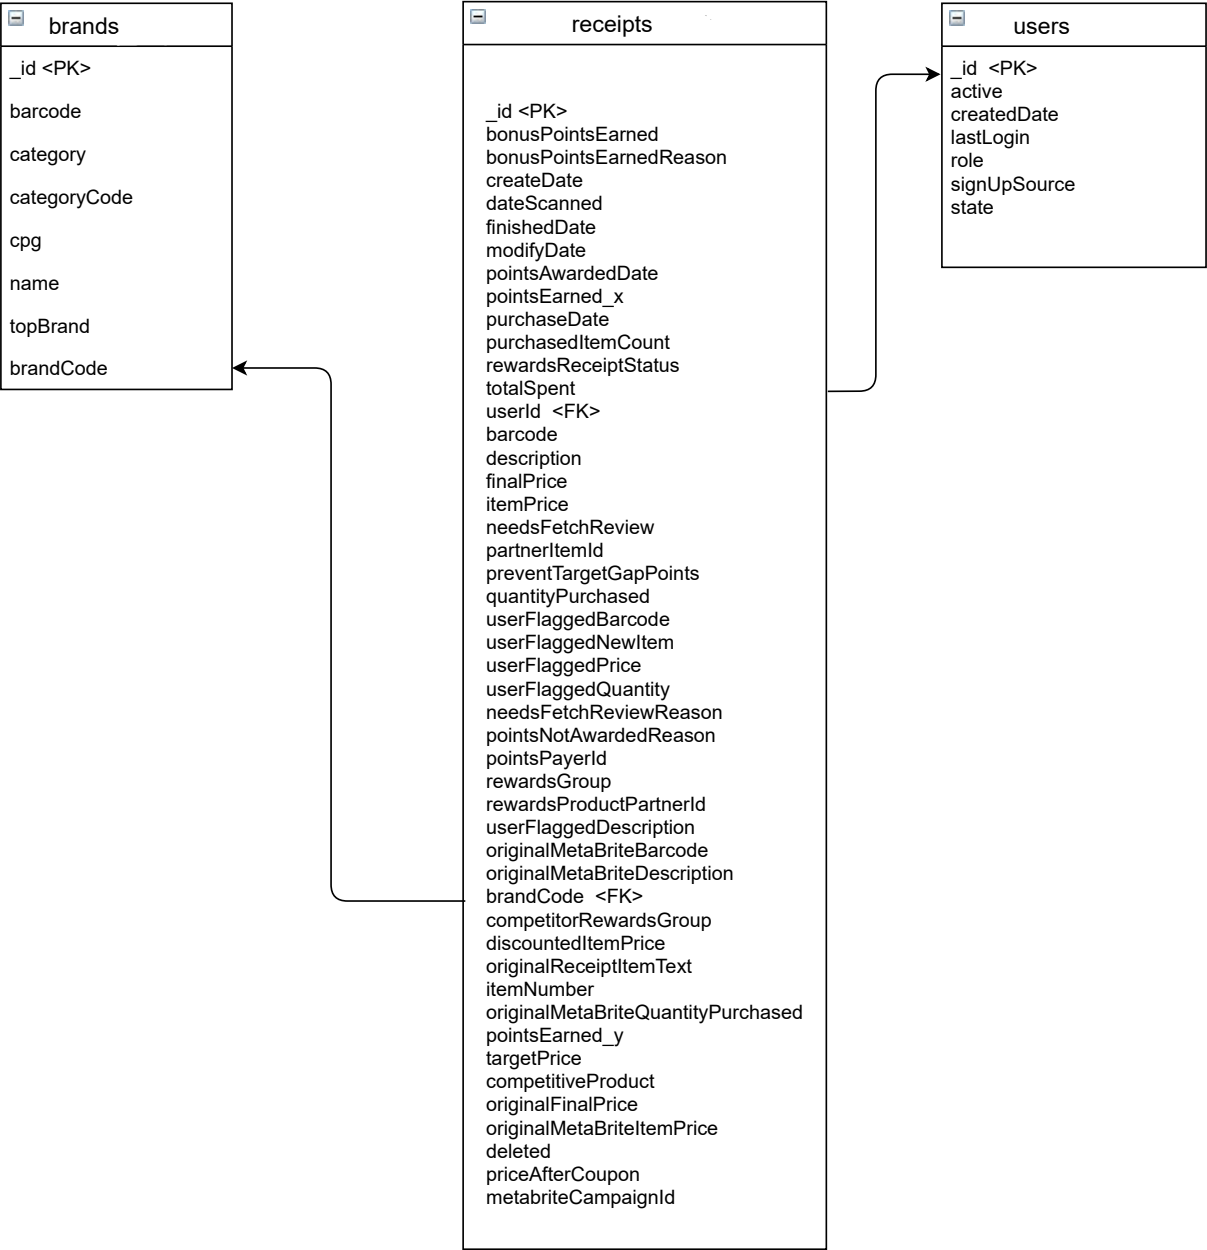 brands
_id <PK>
barcode
category
categoryCode
cpg
name
topBrand
brandCode
receipts
_id <PK>
bonusPointsEarned
bonusPointsEarnedReason
createDate
dateScanned
finishedDate
modifyDate
pointsAwardedDate
pointsEarned_x
purchaseDate
purchasedItemCount
rewardsReceiptStatus
totalSpent
userId <FK>
barcode
description
finalPrice
itemPrice
needsFetchReview
partnerItemId
preventTargetGapPoints
quantityPurchased
userFlaggedBarcode
userFlaggedNewItem
userFlaggedPrice
userFlaggedQuantity
needsFetchReviewReason
pointsNotAwardedReason
pointsPayerId
rewardsGroup
rewardsProductPartnerId
userFlaggedDescription
originalMetaBriteBarcode
originalMetaBriteDescription
brandCode <FK>
competitorRewardsGroup
discountedItemPrice
originalReceiptItemText
itemNumber
originalMetaBriteQuantityPurchased
pointsEarned_y
targetPrice
competitiveProduct
originalFinalPrice
originalMetaBriteItemPrice
deleted
priceAfterCoupon
metabriteCampaignId
users
_id <PK>
active
createdDate
lastLogin
role
signUpSource
state